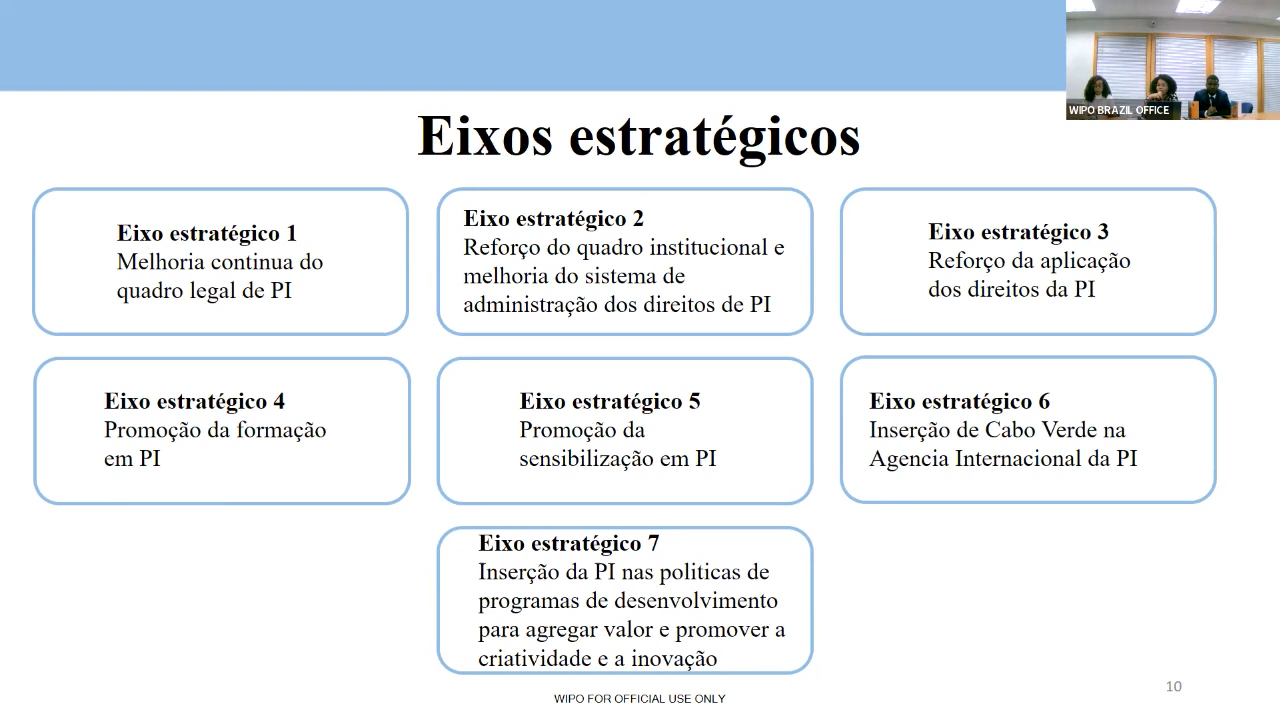 WIPO BRAZIL OFFICE
Eixos estratégicos
Eixo estratégico 1
Melhoria continua do
quadro legal de PI
Eixo estratégico 2
Reforço do quadro institucional e
melhoria do sistema de
administração dos direitos de PI
Eixo estratégico 3
Reforço da aplicação
dos direitos da PI
Eixo estratégico 4
Promoção da formação
em PI
Eixo estratégico 5
Promoção da
sensibilização em PI
Eixo estratégico 6
Inserção de Cabo Verde na
Agencia Internacional da PI
Eixo estratégico 7
Inserção da PI nas politicas de
programas de desenvolvimento
para agregar valor e promover a
criatividade e a inovação
10
WIPO FOR OFFICIAL USE ONLY